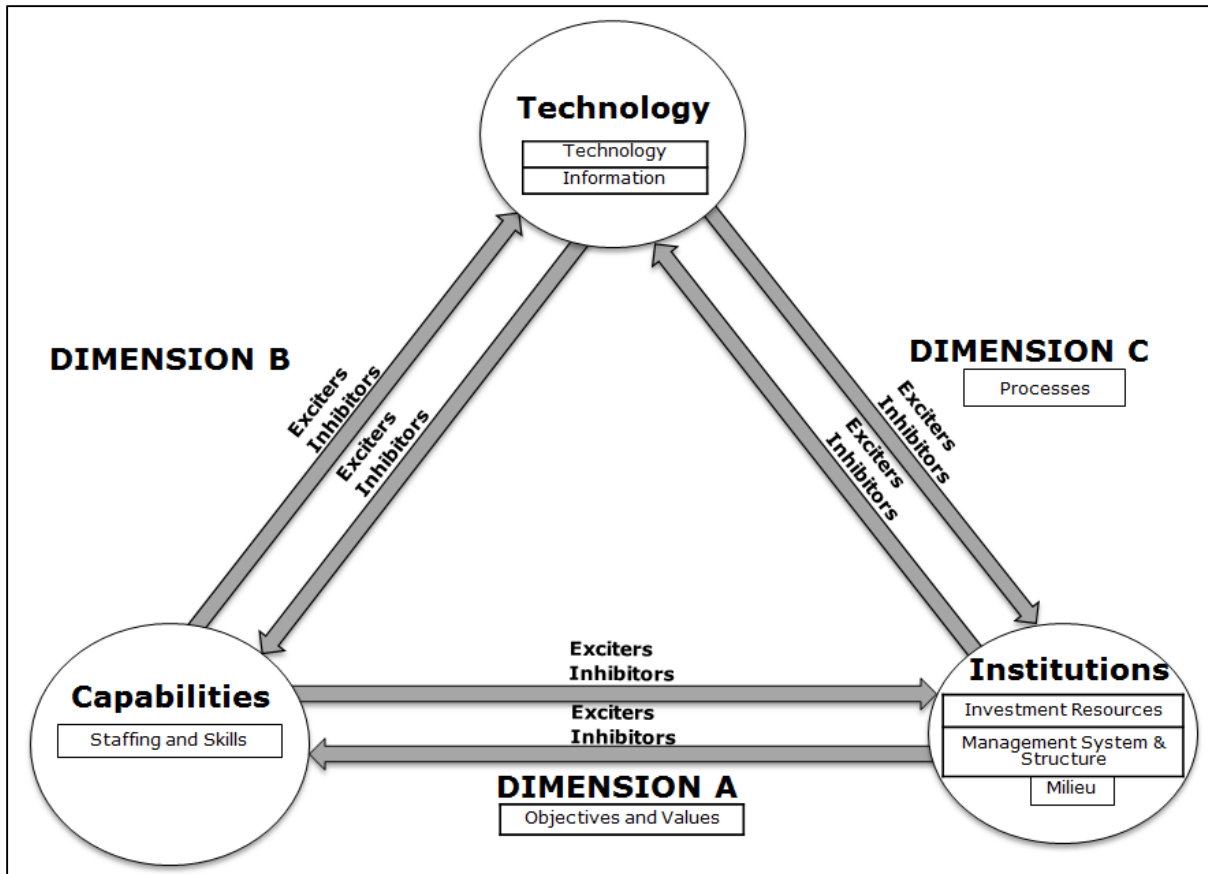 Technology
Technology
Information
DIMENSION B
DIMENSION C
Processes
Exciters
Inhibitors
Exciters
Inhibitors
Exciters
Inhibitors
Exciters
Inhibitors
Capabilities
Staffing and Skills
Exciters
Inhibitors
Exciters
Inhibitors
DIMENSION A
Objectives and Values
Institutions
Investment Resources
Management System &
Structure
Milieu